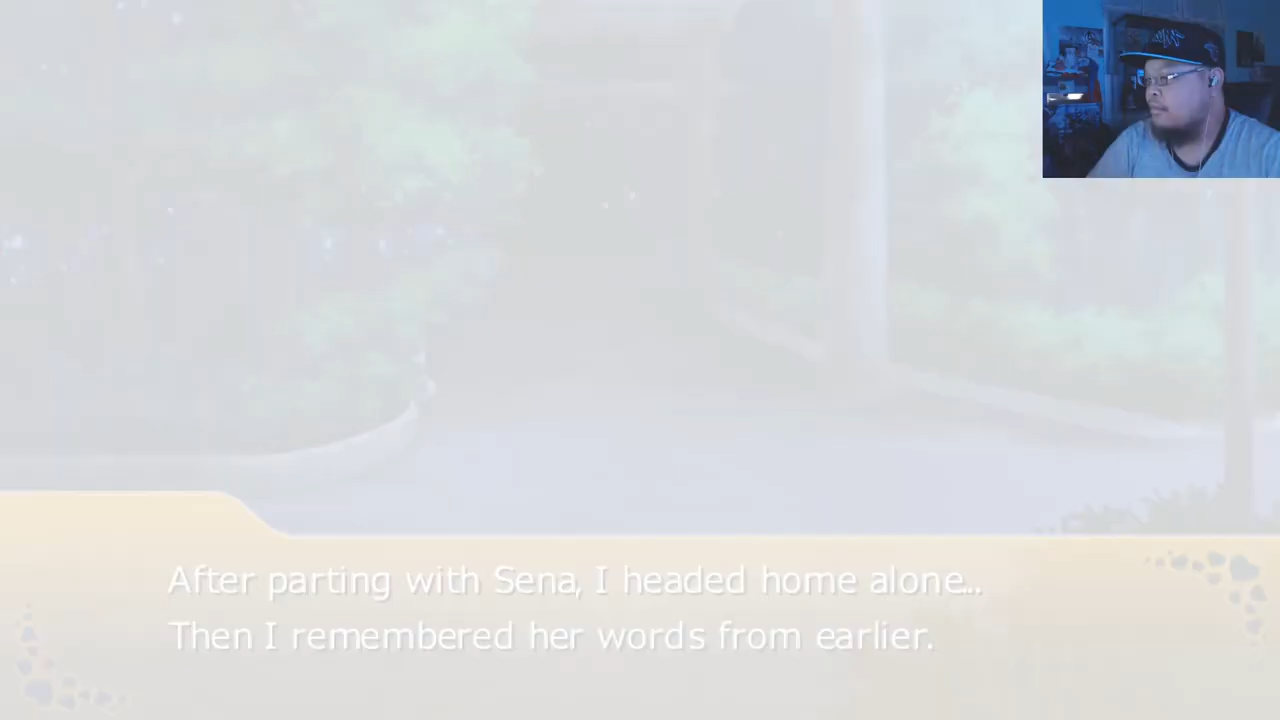 After parting with Sena, I headed home alone...
Then I remembered her words from earlier.